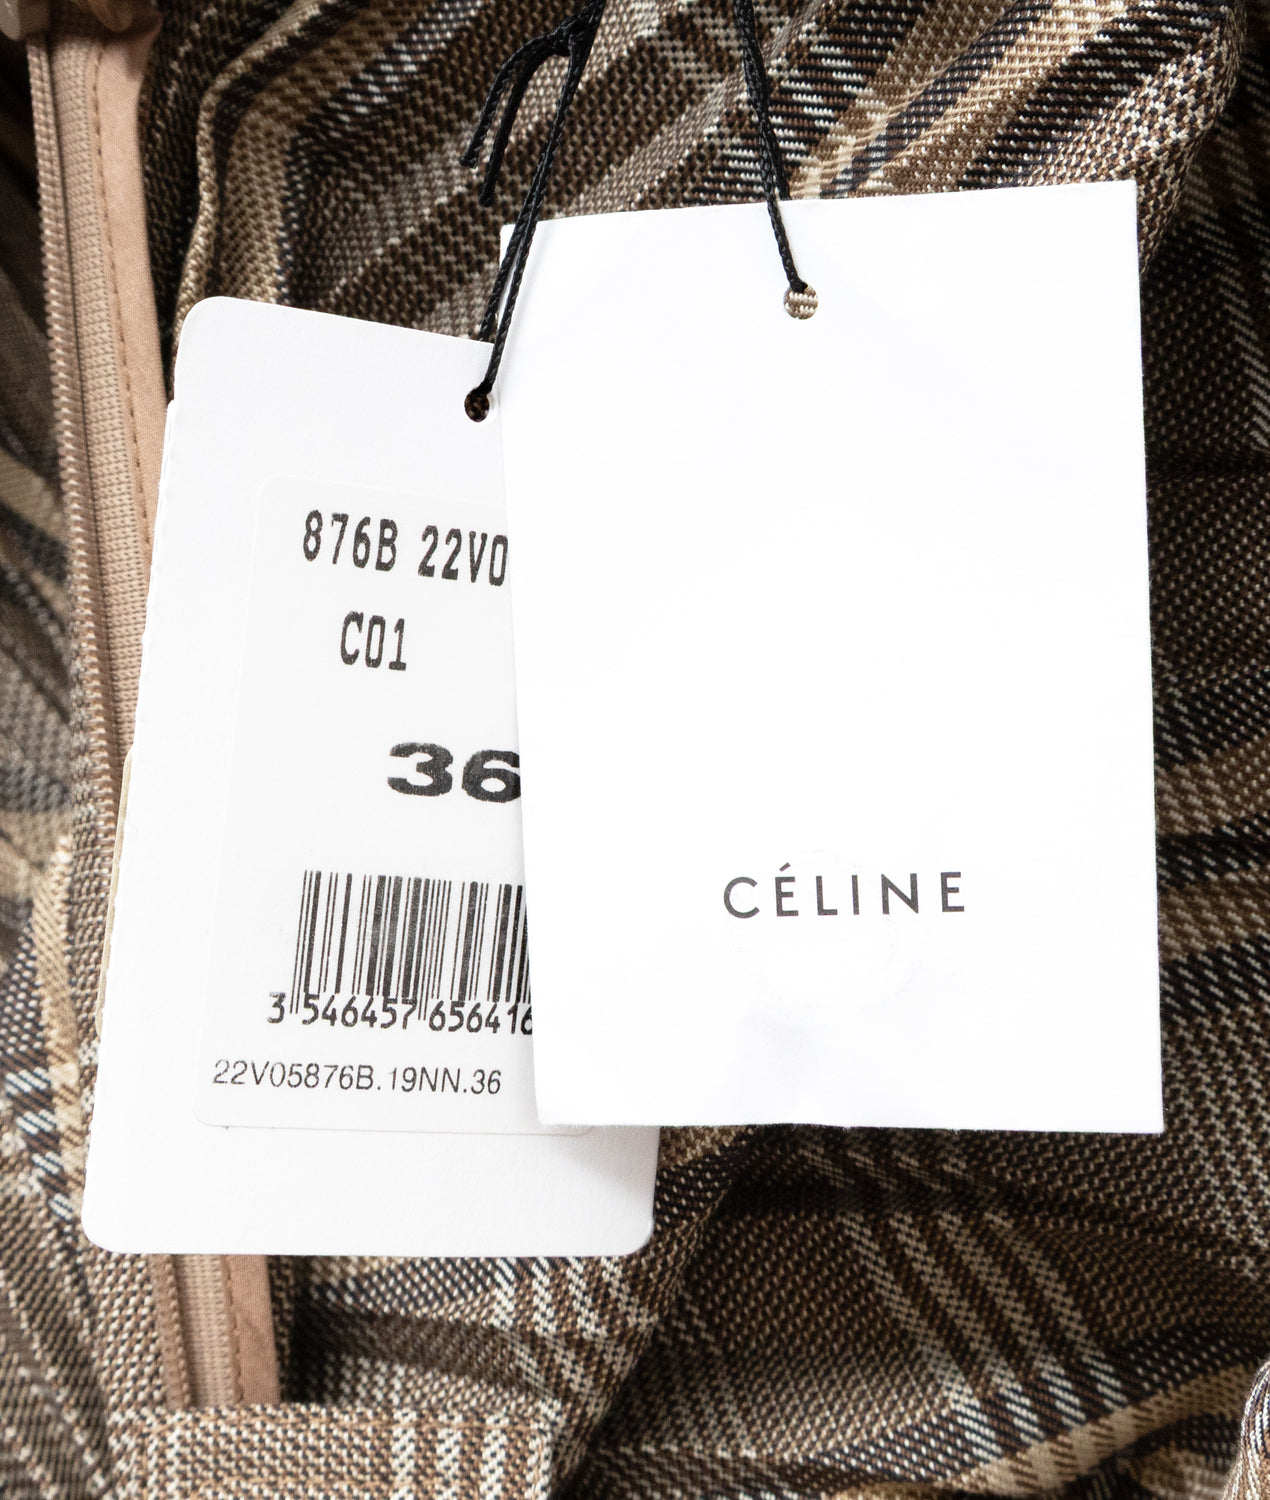 876B 22V0
C01
36
3 546457 656416
22V05876B.19NN.36
CÉLINE